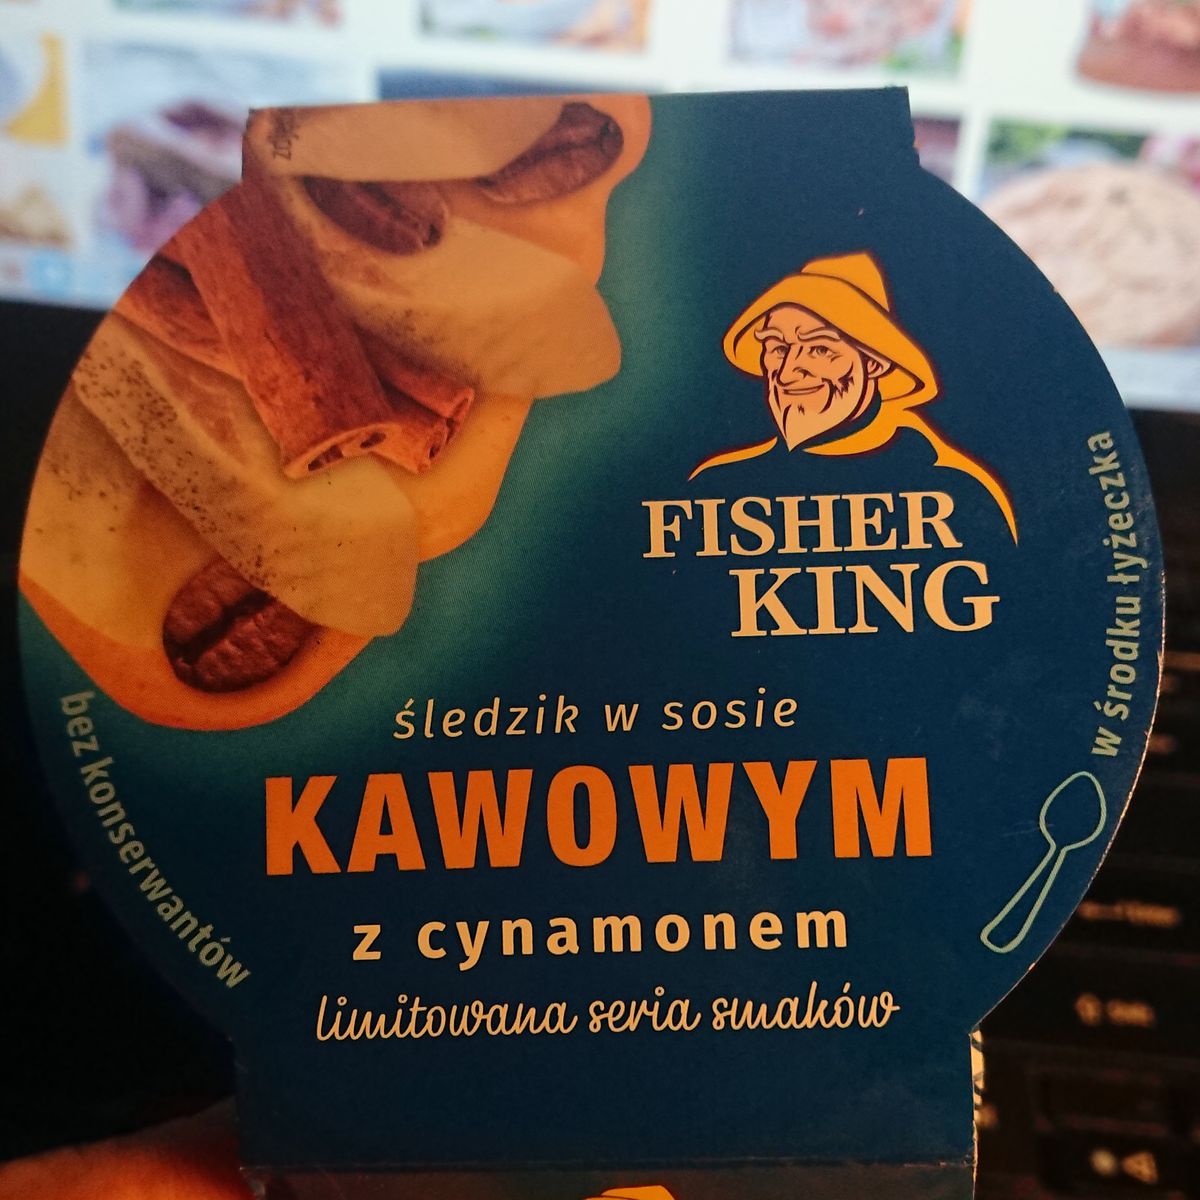 FISHER
KING
śledzik w sosie
KAWOWYM
z cynamonem
limitowana seria smaków
bez konserwantów
w środku łyżeczka